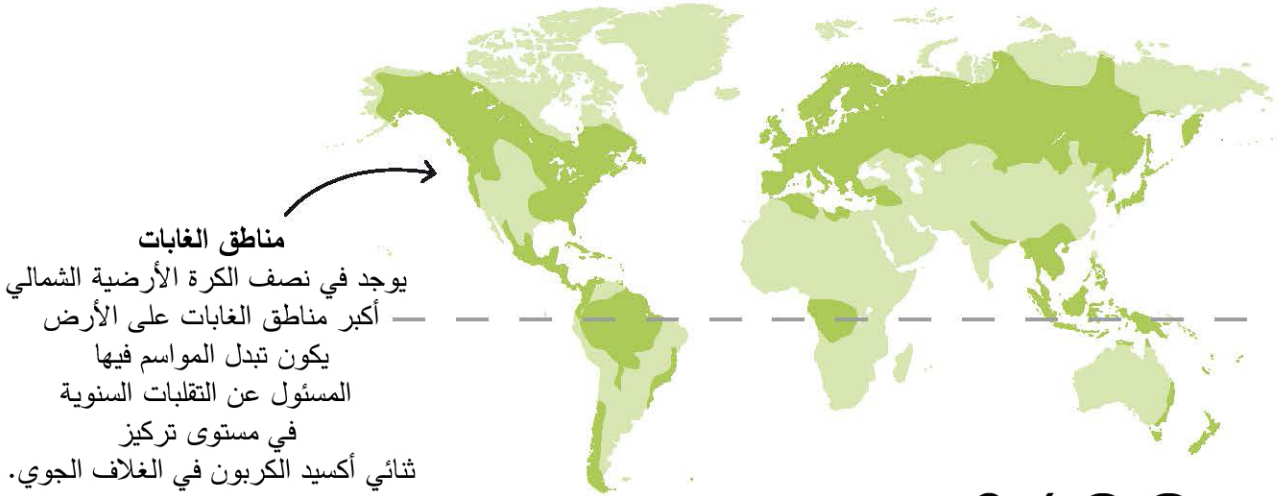 مناطق الغابات
يوجد في نصف الكرة الأرضية الشمالي
أكبر مناطق الغابات على الأرض
يكون تبدل المواسم فيها
المسئول عن التقلبات السنوية
في مستوى تركيز
ثنائي أكسيد الكربون في الغلاف الجوي.